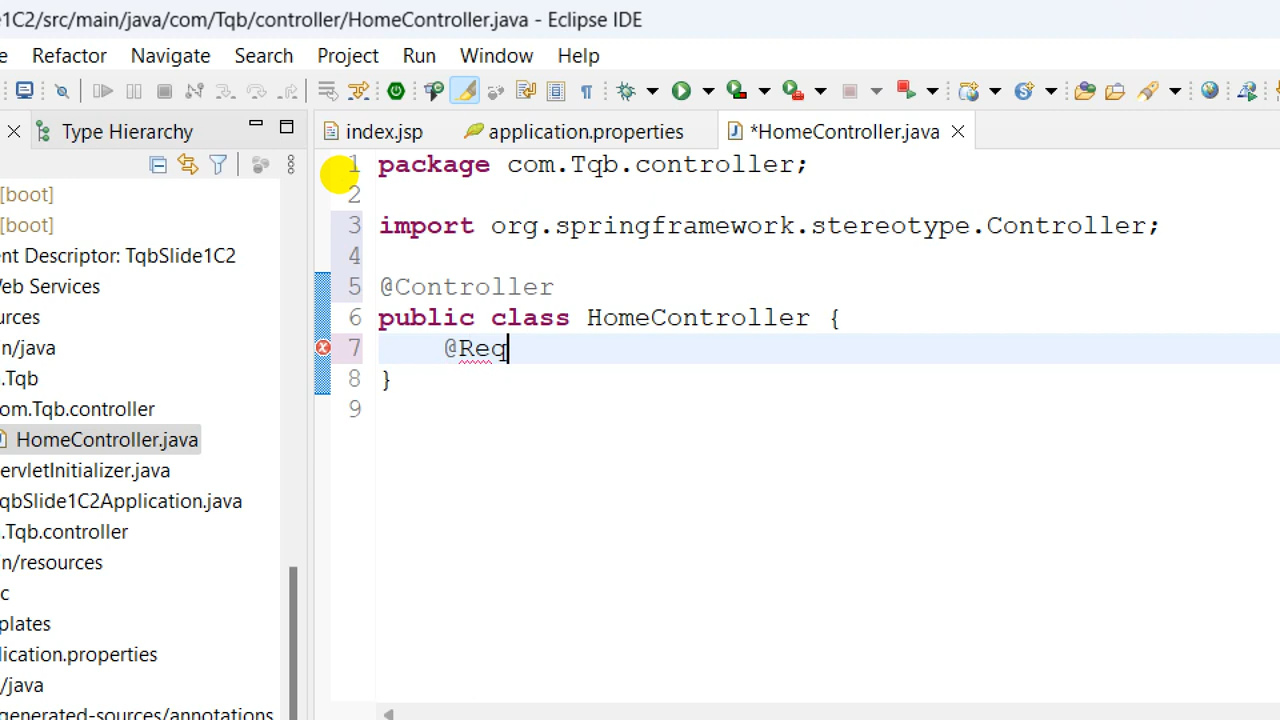 1C2/src/main/java/com/Tqb/controller/HomeController.java - Eclipse IDE
e Refactor Navigate Search Project Run Window Help
Type Hierarchy
index.jsp application.properties *HomeController.java
[boot]
[boot]
ent Descriptor: TqbSlide1C2
Web Services
urces
n/java
.Tqb
om.Tqb.controller
HomeController.java
ervletInitializer.java
qbSlide1C2Application.java
.Tqb.controller
n/resources
c
plates
lication.properties
/java
generated-sources/annotations
1 package com.Tqb.controller;
2
3 import org.springframework.stereotype.Controller;
4
5 @Controller
6 public class HomeController {
7 @Req
8 }
9